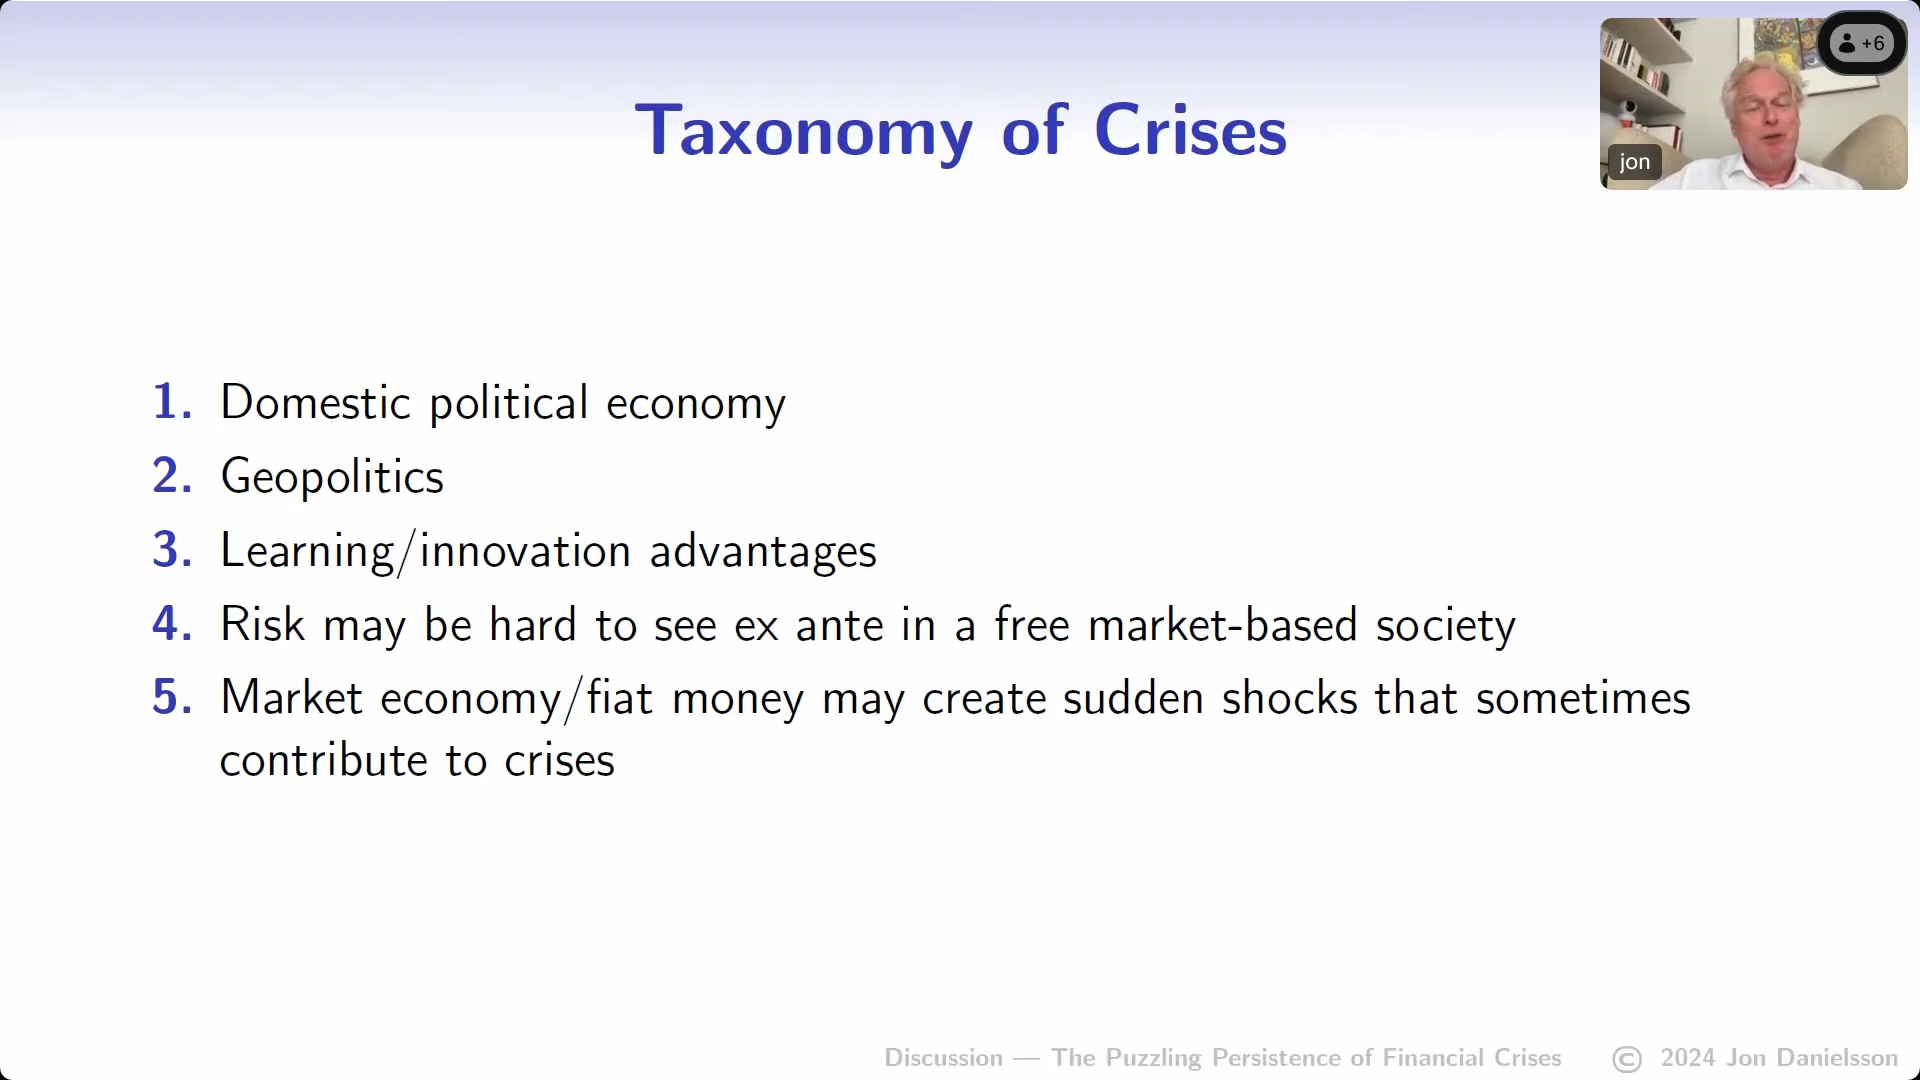 Taxonomy of Crises
+6
jon
1. Domestic political economy
2. Geopolitics
3. Learning/innovation advantages
4. Risk may be hard to see ex ante in a free market-based society
5. Market economy/fiat money may create sudden shocks that sometimes
contribute to crises
Discussion — The Puzzling Persistence of Financial Crises © 2024 Jon Danielsson